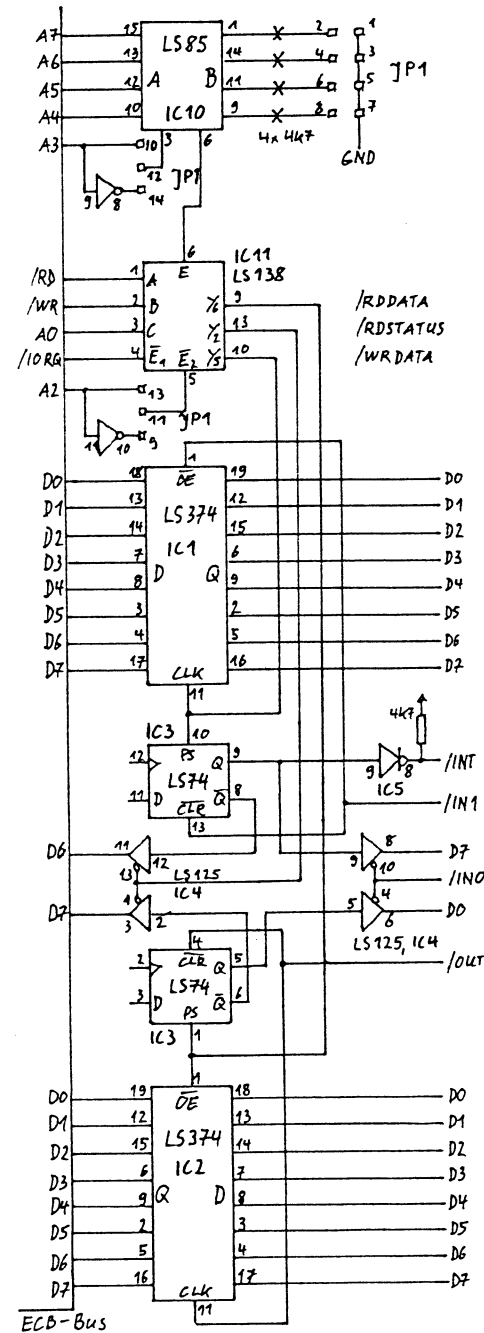 A7 15 LS85 1 2 1
A6 13 14 4 3
A5 12 A B 11 6 5 JP1
A4 10 IC10 9 8 7
3 6 4x4k7
A3 10 GND
12 JP1
9 8 14
6 IC11
E LS138
/RD 1 A Y6 9 /RDDATA
/WR 2 B Y2 13 /RDSTATUS
A0 3 C Y5 10 /WRDATA
/IORQ 4 E1 E2
5
A2 13
11 JP1
11 10 9
1
D0 18 OE 19 D0
D1 13 LS374 12 D1
D2 14 IC1 15 D2
D3 7 D Q 6 D3
D4 8 9 D4
D5 3 2 D5
D6 4 5 D6
D7 17 CLK 16 D7
11
IC3 10 4k7
12 PS Q 9 9 8 /INT
LS74 IC5
11 D CLR Q 8 /IN1
13
D6 11 12 9 8 D7
13 LS125 10 /IN0
1 IC4 4
D7 3 2 5 6 D0
LS125, IC4
4
2 CLR Q 5 /OUT
LS74
3 D PS Q 6
IC3 1
1
D0 19 OE 18 D0
D1 12 LS374 13 D1
D2 15 IC2 14 D2
D3 6 7 D3
D4 9 Q D 8 D4
D5 2 3 D5
D6 5 4 D6
D7 16 CLK 17 D7
11
ECB-Bus